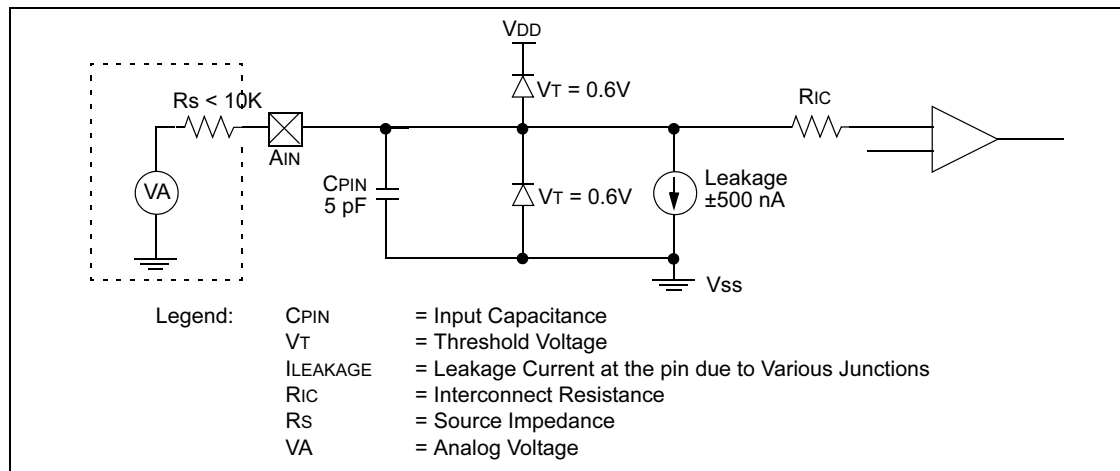 VDD
Rs < 10K
VT = 0.6V
RIC
AIN
CPIN
5 pF
VA
VT = 0.6V
Leakage
±500 nA
Vss
Legend:
CPIN = Input Capacitance
VT = Threshold Voltage
ILEAKAGE = Leakage Current at the pin due to Various Junctions
RIC = Interconnect Resistance
RS = Source Impedance
VA = Analog Voltage